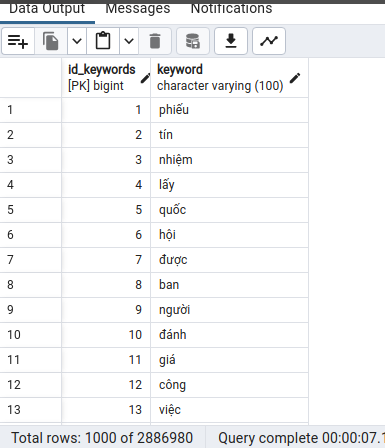 Data Output Messages Notifications
id_keywords keyword
[PK] bigint character varying (100)
1 1 phiếu
2 2 tín
3 3 nhiệm
4 4 lấy
5 5 quốc
6 6 hội
7 7 được
8 8 ban
9 9 người
10 10 đánh
11 11 giá
12 12 công
13 13 việc
Total rows: 1000 of 2886980 Query complete 00:00:07.1